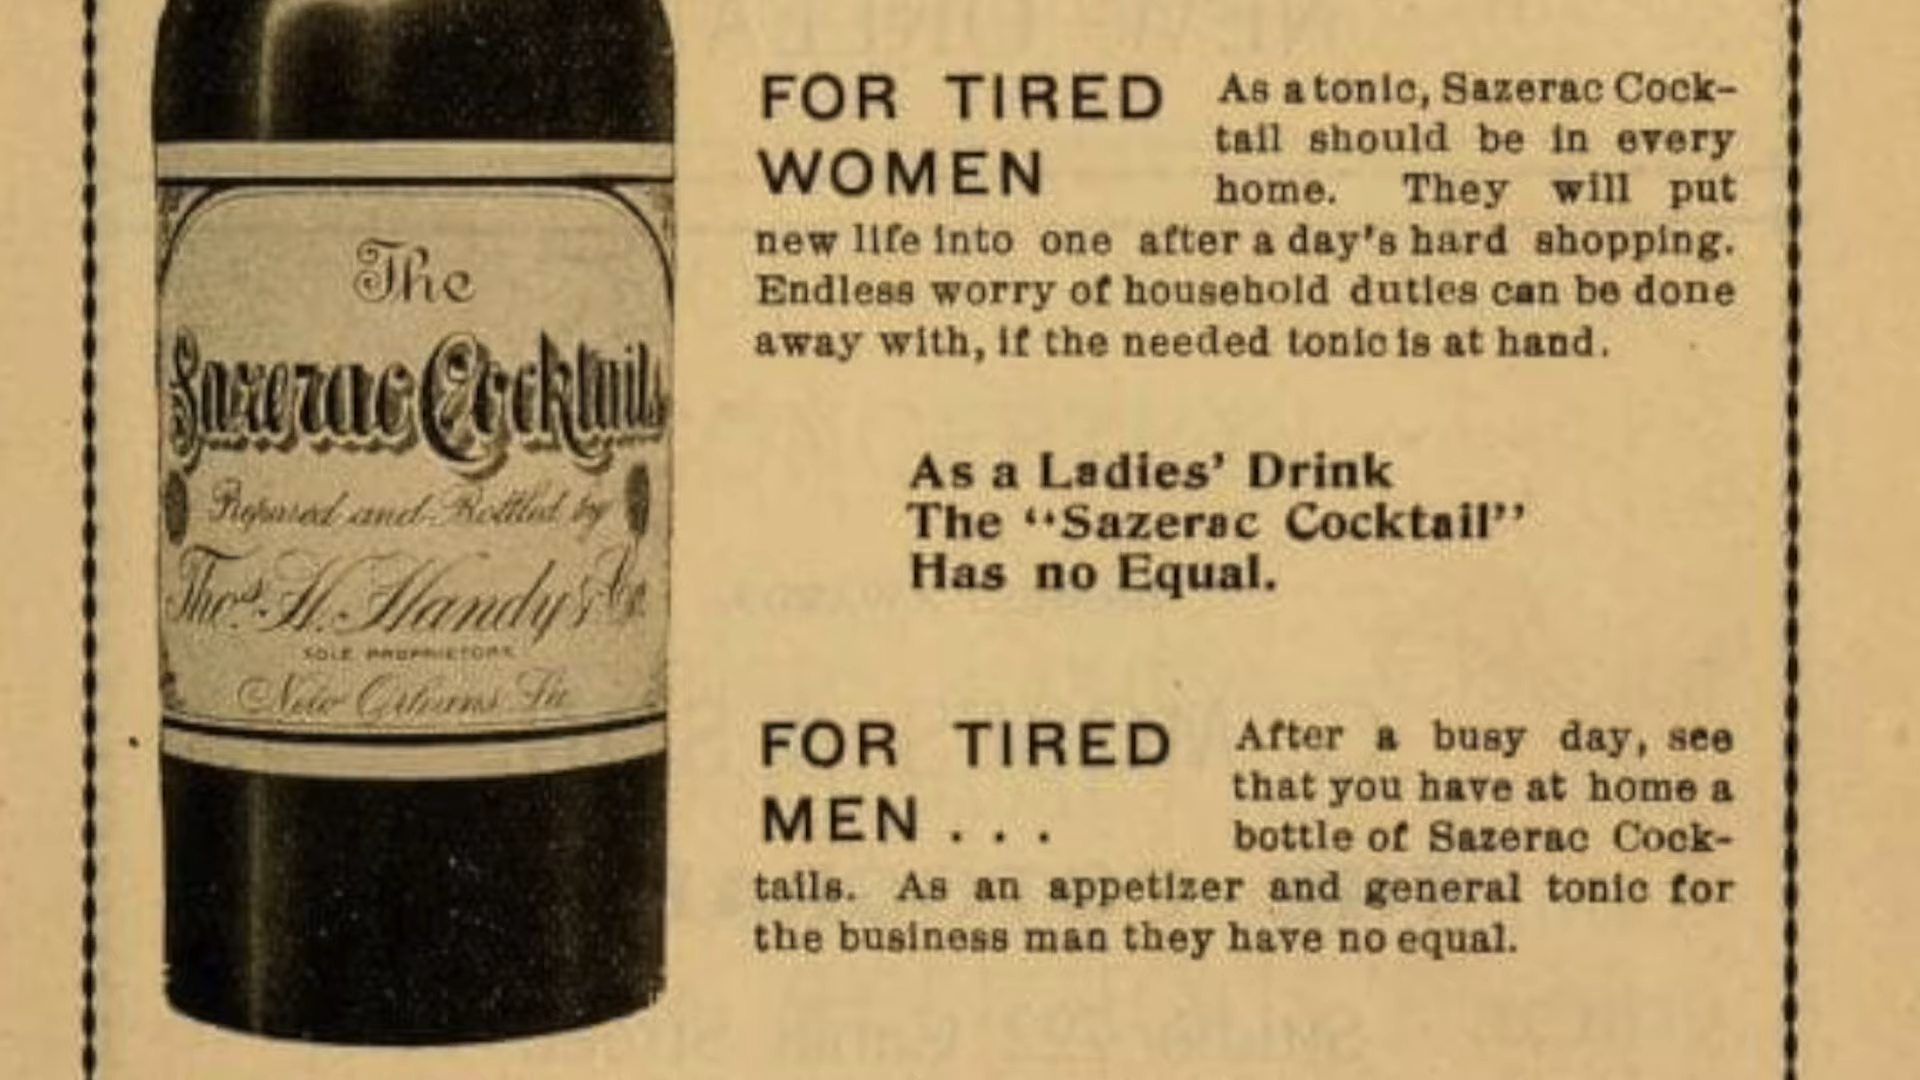 The
Sazerac Cocktails
Prepared and Bottled by
Thos. H. Handy & Co.
SOLE PROPRIETORS
New Orleans La
FOR TIRED
WOMEN
As a tonic, Sazerac Cock-
tail should be in every
home. They will put
new life into one after a day's hard shopping.
Endless worry of household duties can be done
away with, if the needed tonic is at hand.
As a Ladies' Drink
The "Sazerac Cocktail"
Has no Equal.
FOR TIRED
MEN . . .
After a busy day, see
that you have at home a
bottle of Sazerac Cock-
tails. As an appetizer and general tonic for
the business man they have no equal.